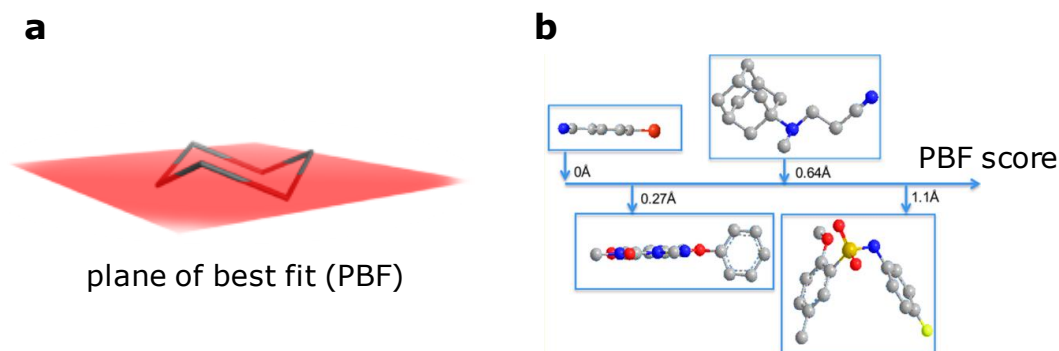 a
plane of best fit (PBF)
b
0Å
0.64Å
PBF score
0.27Å
1.1Å